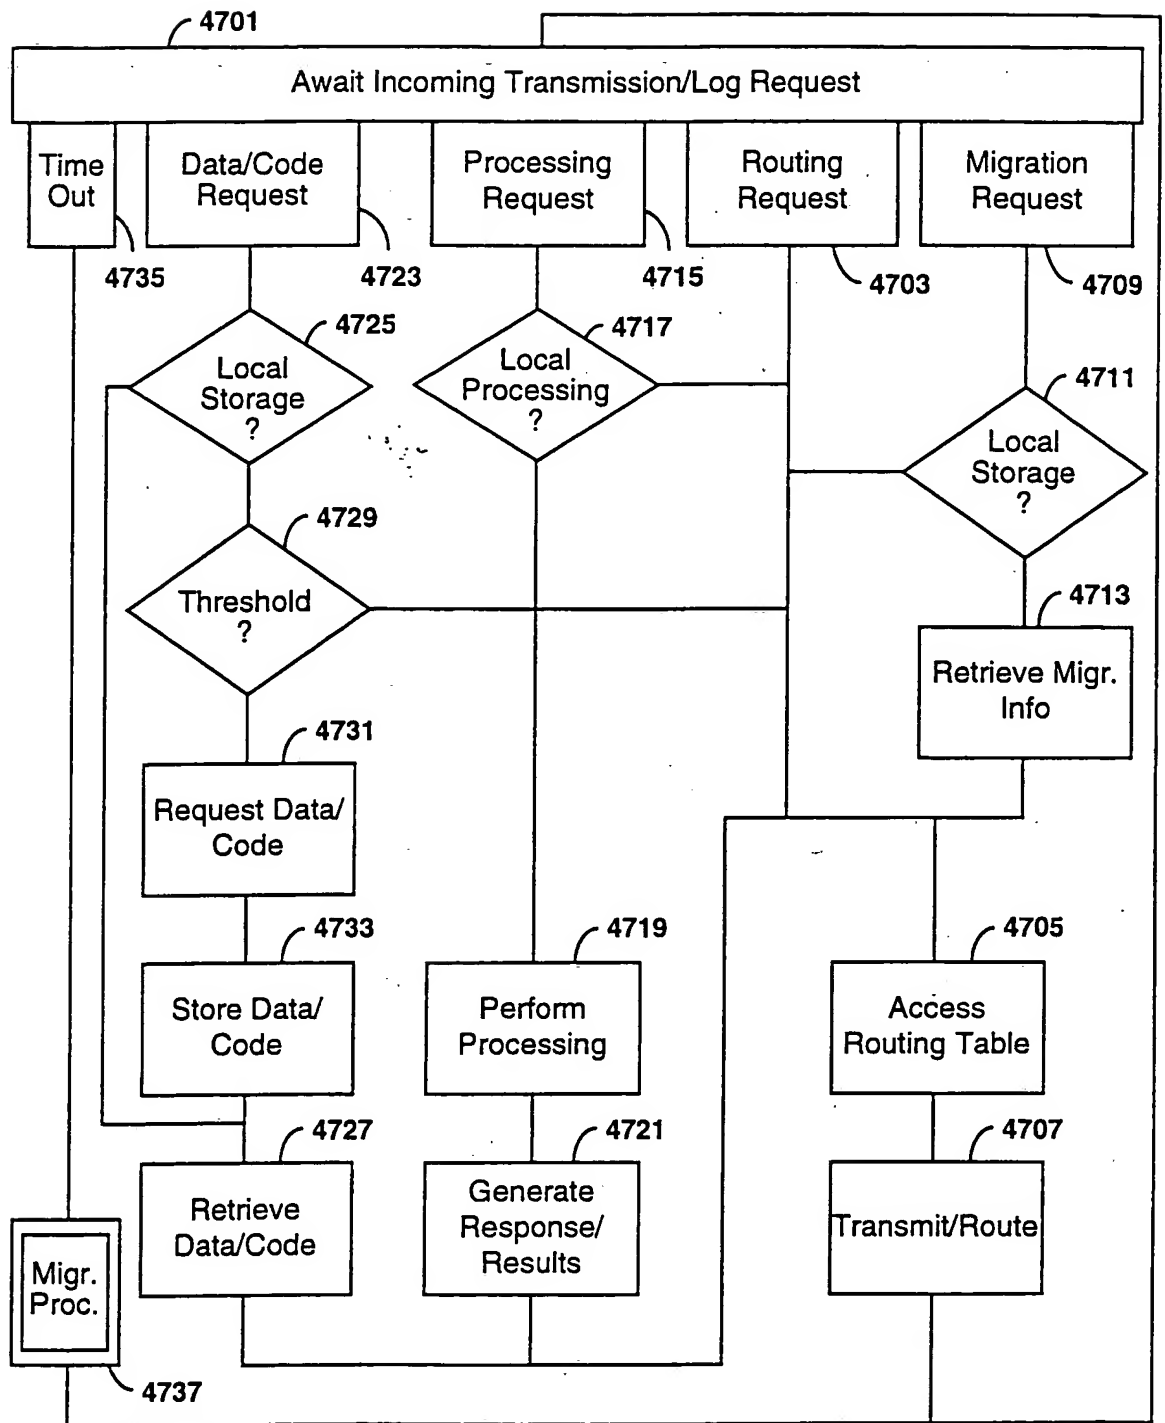 4701
Await Incoming Transmission/Log Request
Time
Out
Data/Code
Request
Processing
Request
Routing
Request
Migration
Request
4735
4723
4715
4703
4709
4725
4717
4711
Local
Storage
?
Local
Processing
?
Local
Storage
?
4729
Threshold
?
4713
Retrieve Migr.
Info
4731
Request Data/
Code
4733
4719
4705
Store Data/
Code
Perform
Processing
Access
Routing Table
4727
4721
4707
Retrieve
Data/Code
Generate
Response/
Results
Transmit/Route
Migr.
Proc.
4737